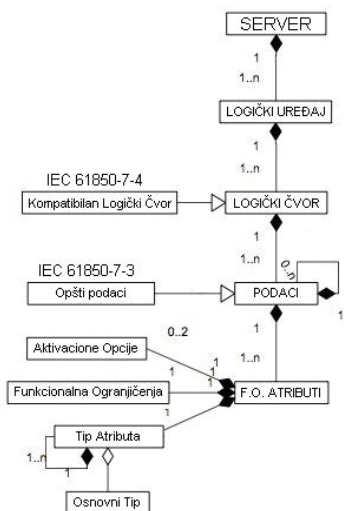 SERVER
1
1..n
LOGIČKI UREĐAJ
1
1..n
IEC 61850-7-4
Kompatibilan Logički Čvor
LOGIČKI ČVOR
1
1..n
0..n
IEC 61850-7-3
Opšti podaci
PODACI
1
1
0..2
1..n
Aktivacione Opcije
1
1
1
Funkcionalna Ogranjičenja
F.O. ATRIBUTI
1
Tip Atributa
1..n
1
Osnovni Tip